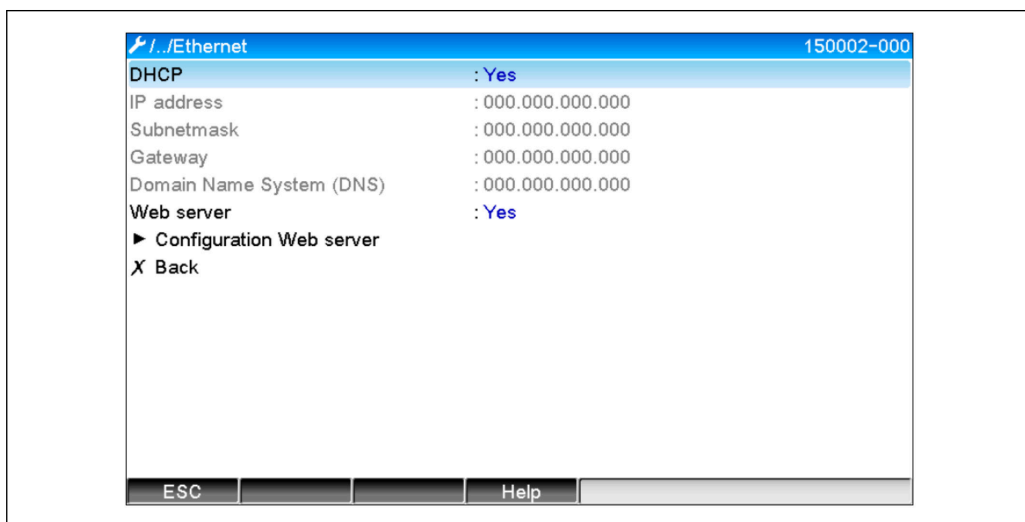 /../Ethernet 150002-000
DHCP : Yes
IP address : 000.000.000.000
Subnetmask : 000.000.000.000
Gateway : 000.000.000.000
Domain Name System (DNS) : 000.000.000.000
Web server : Yes
► Configuration Web server
X Back
ESC Help